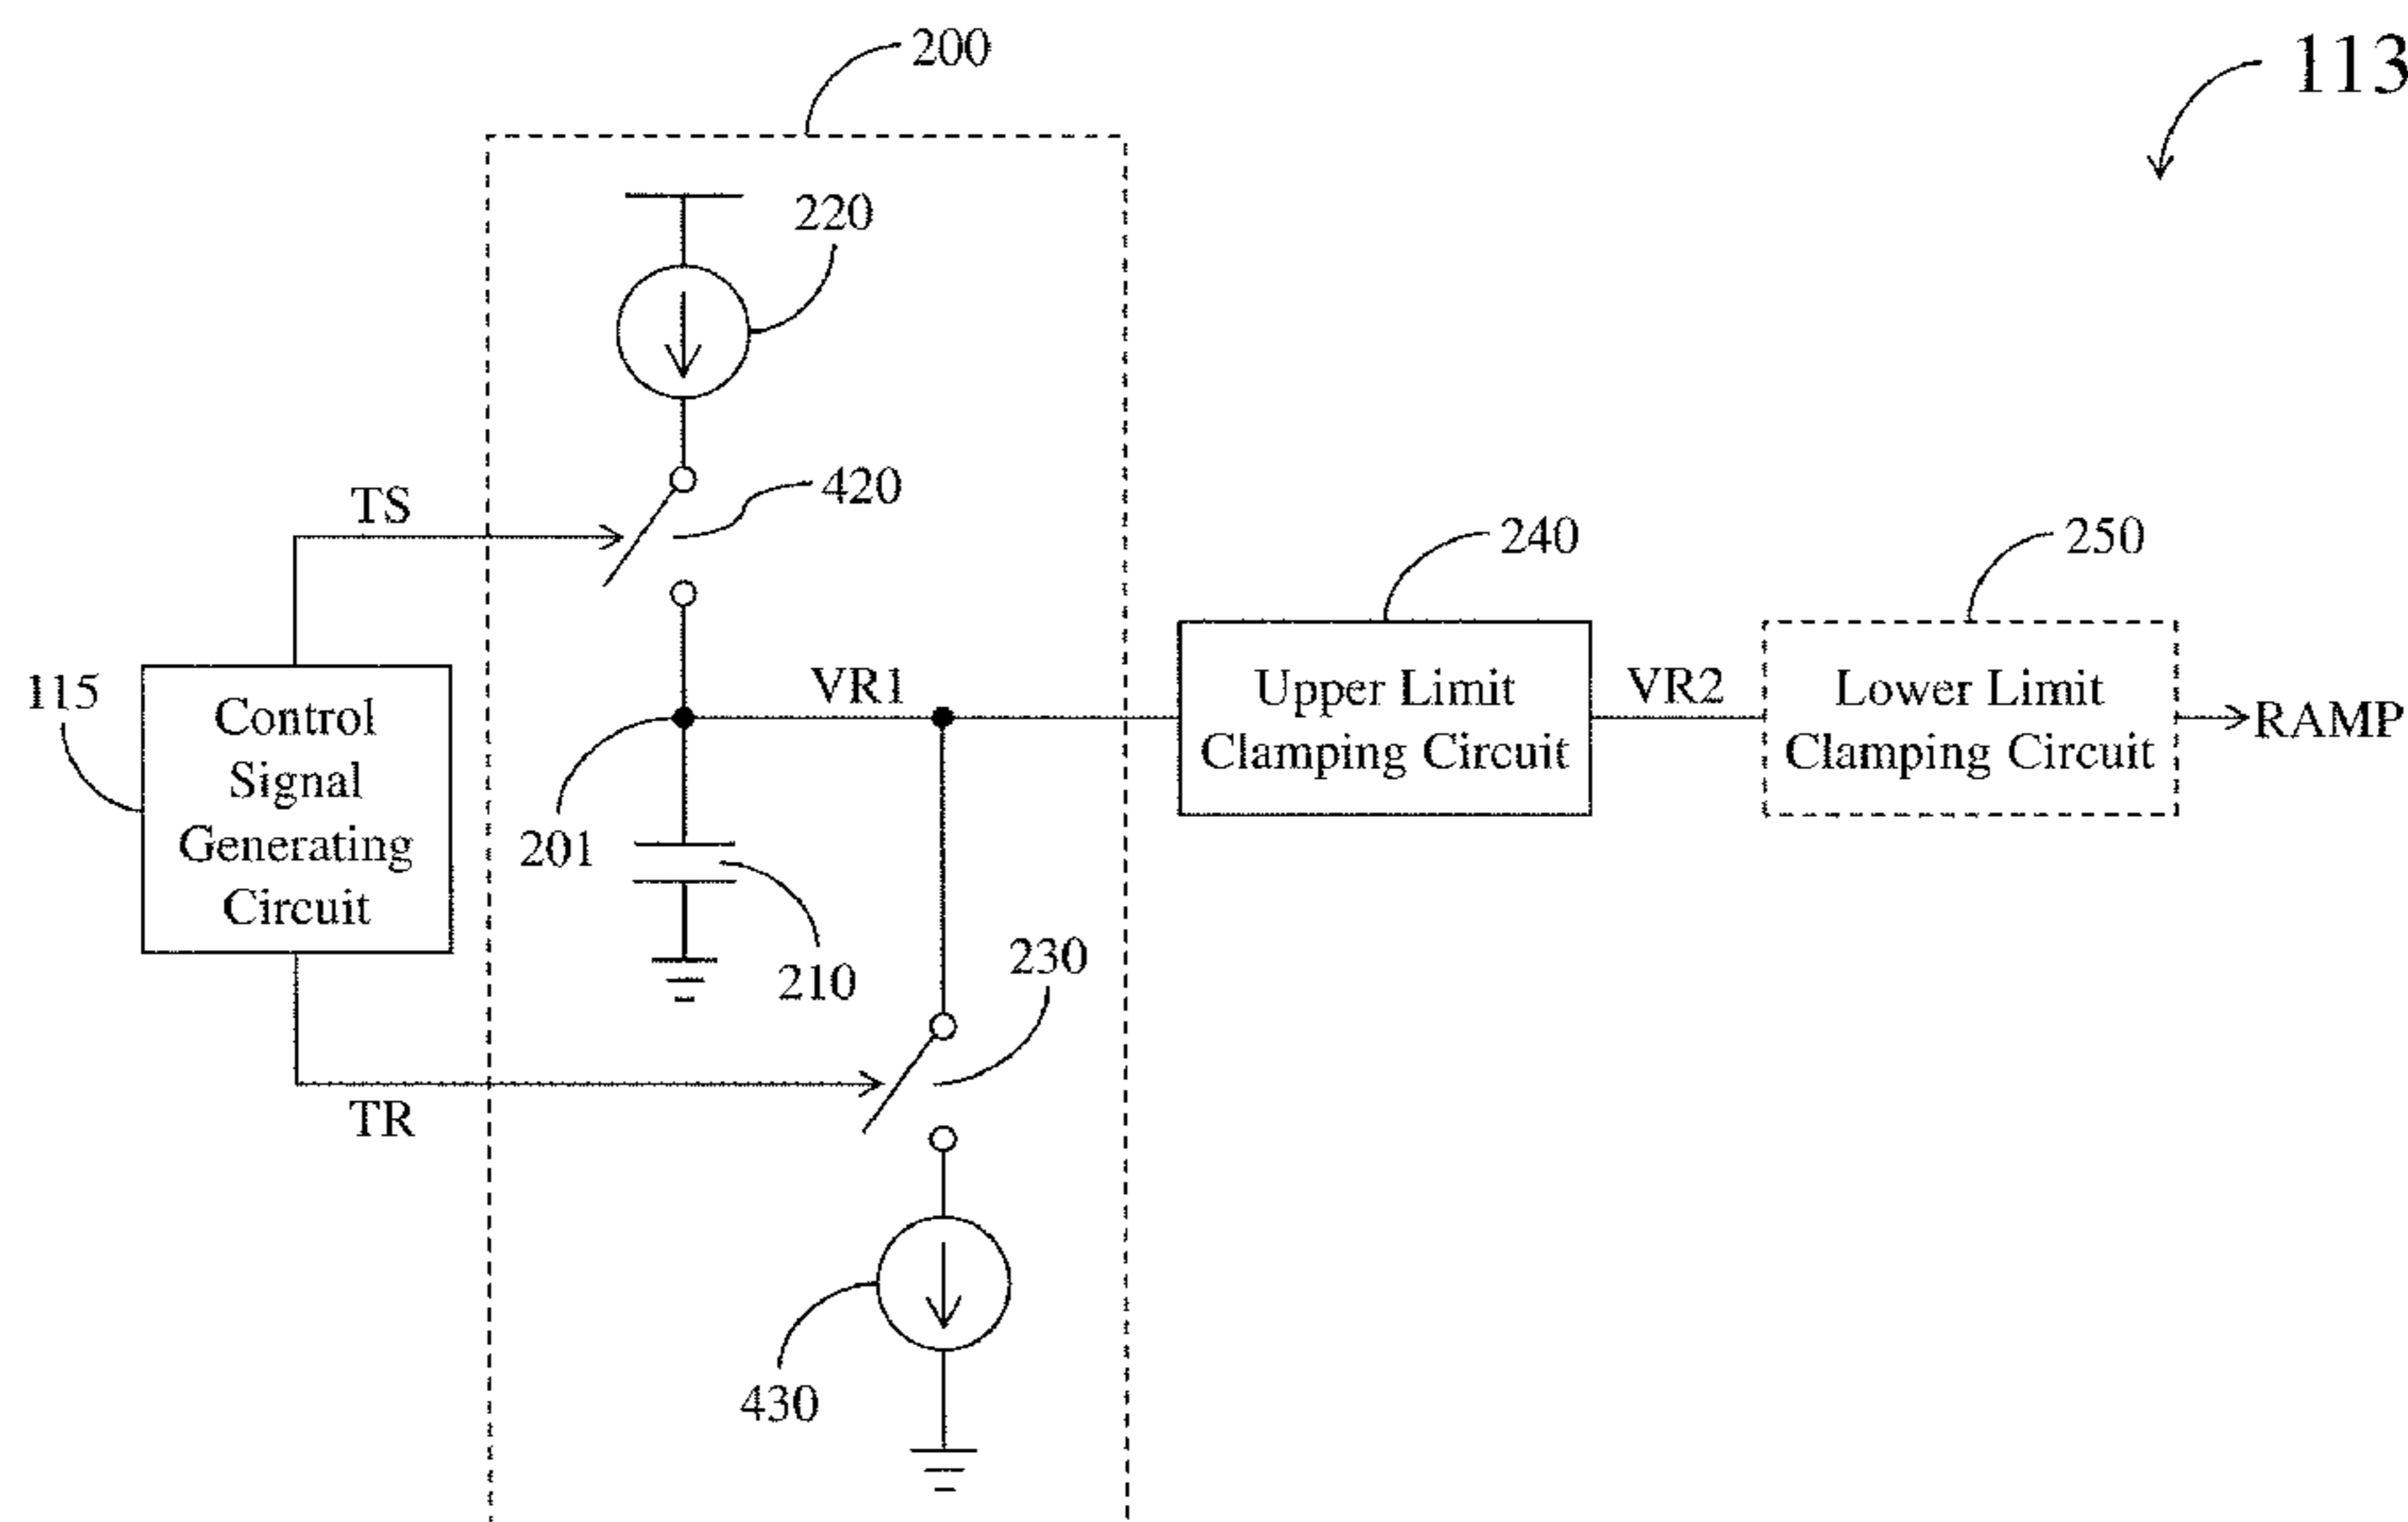 200
113
220
420
TS
240
250
115
Control
Signal
Generating
Circuit
VR1
Upper Limit
Clamping Circuit
VR2
Lower Limit
Clamping Circuit
RAMP
201
210
230
TR
430